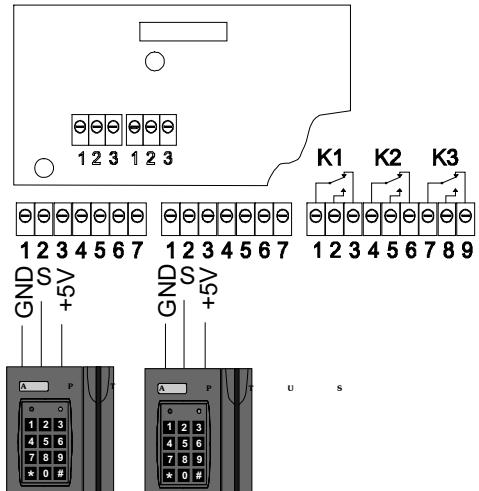 1 2 3 1 2 3
K1 K2 K3
1 2 3 4 5 6 7 1 2 3 4 5 6 7 1 2 3 4 5 6 7 8 9
GND S +5V GND S +5V
A P T A P T U S
1 2 3 1 2 3
4 5 6 4 5 6
7 8 9 7 8 9
* 0 # * 0 #